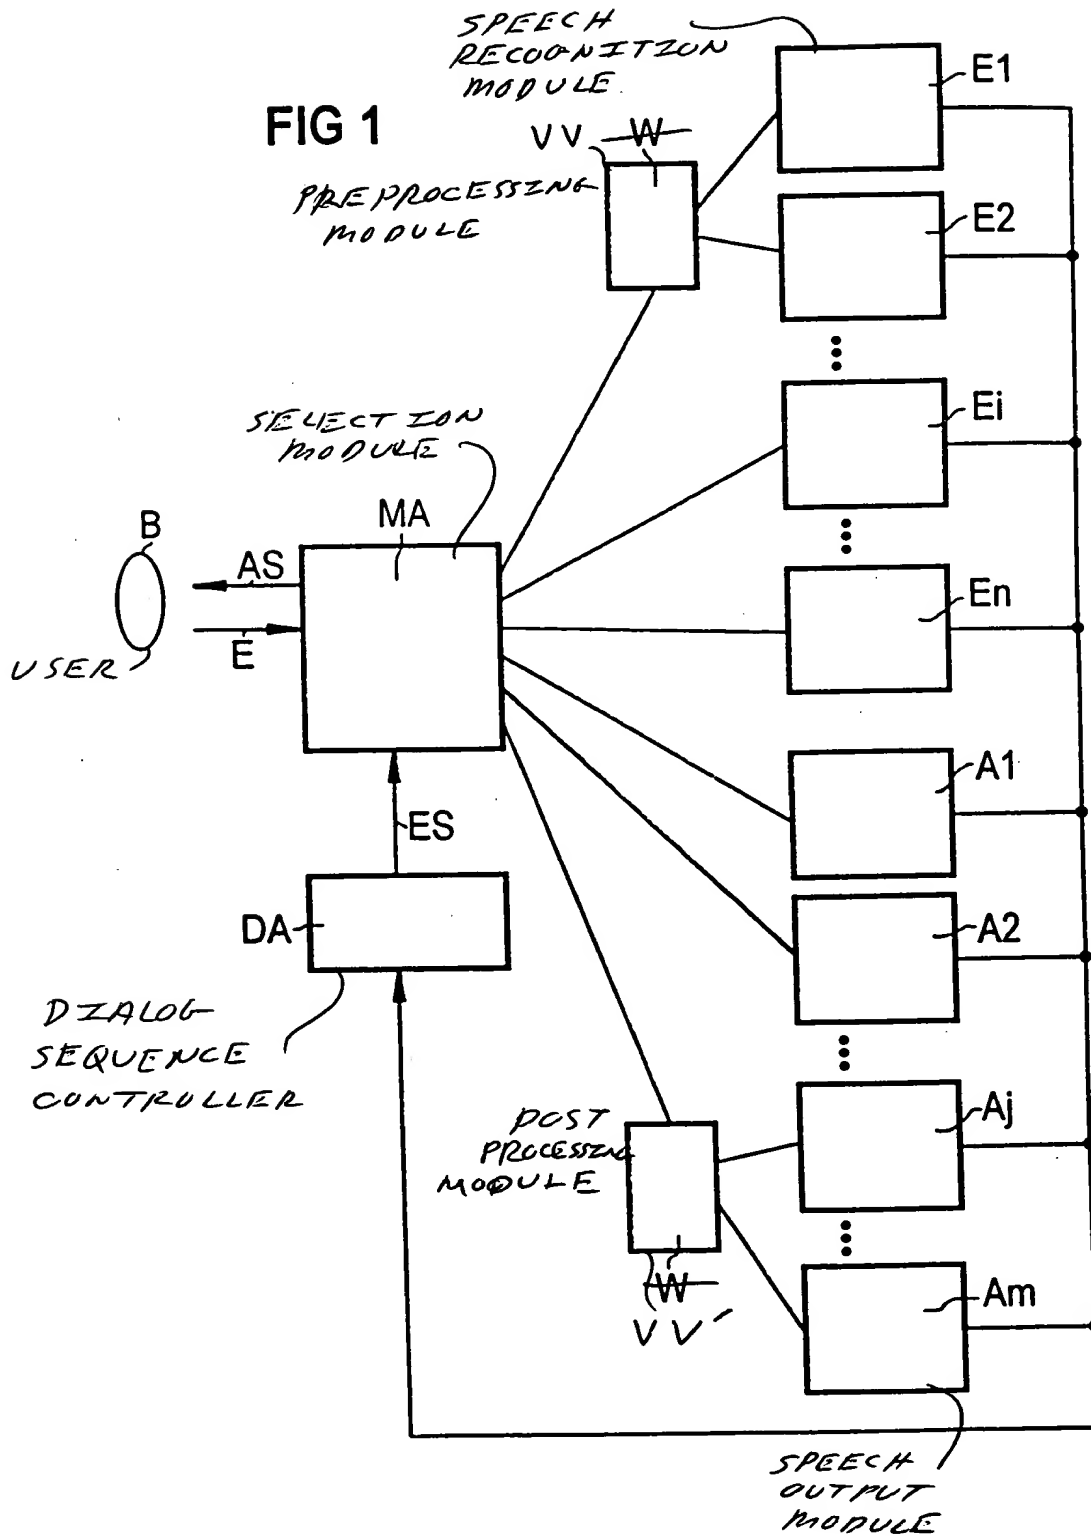 SPEECH
RECOGNITION
MODULE
E1
FIG 1
VV W
PREPROCESSING
MODULE
E2
Ei
SELECTION
MODULE
MA
B
AS
En
E
USER
A1
ES
DA
A2
DIALOG
SEQUENCE
CONTROLLER
Aj
POST
PROCESSING
MODULE
W
VV'
Am
SPEECH
OUTPUT
MODULE